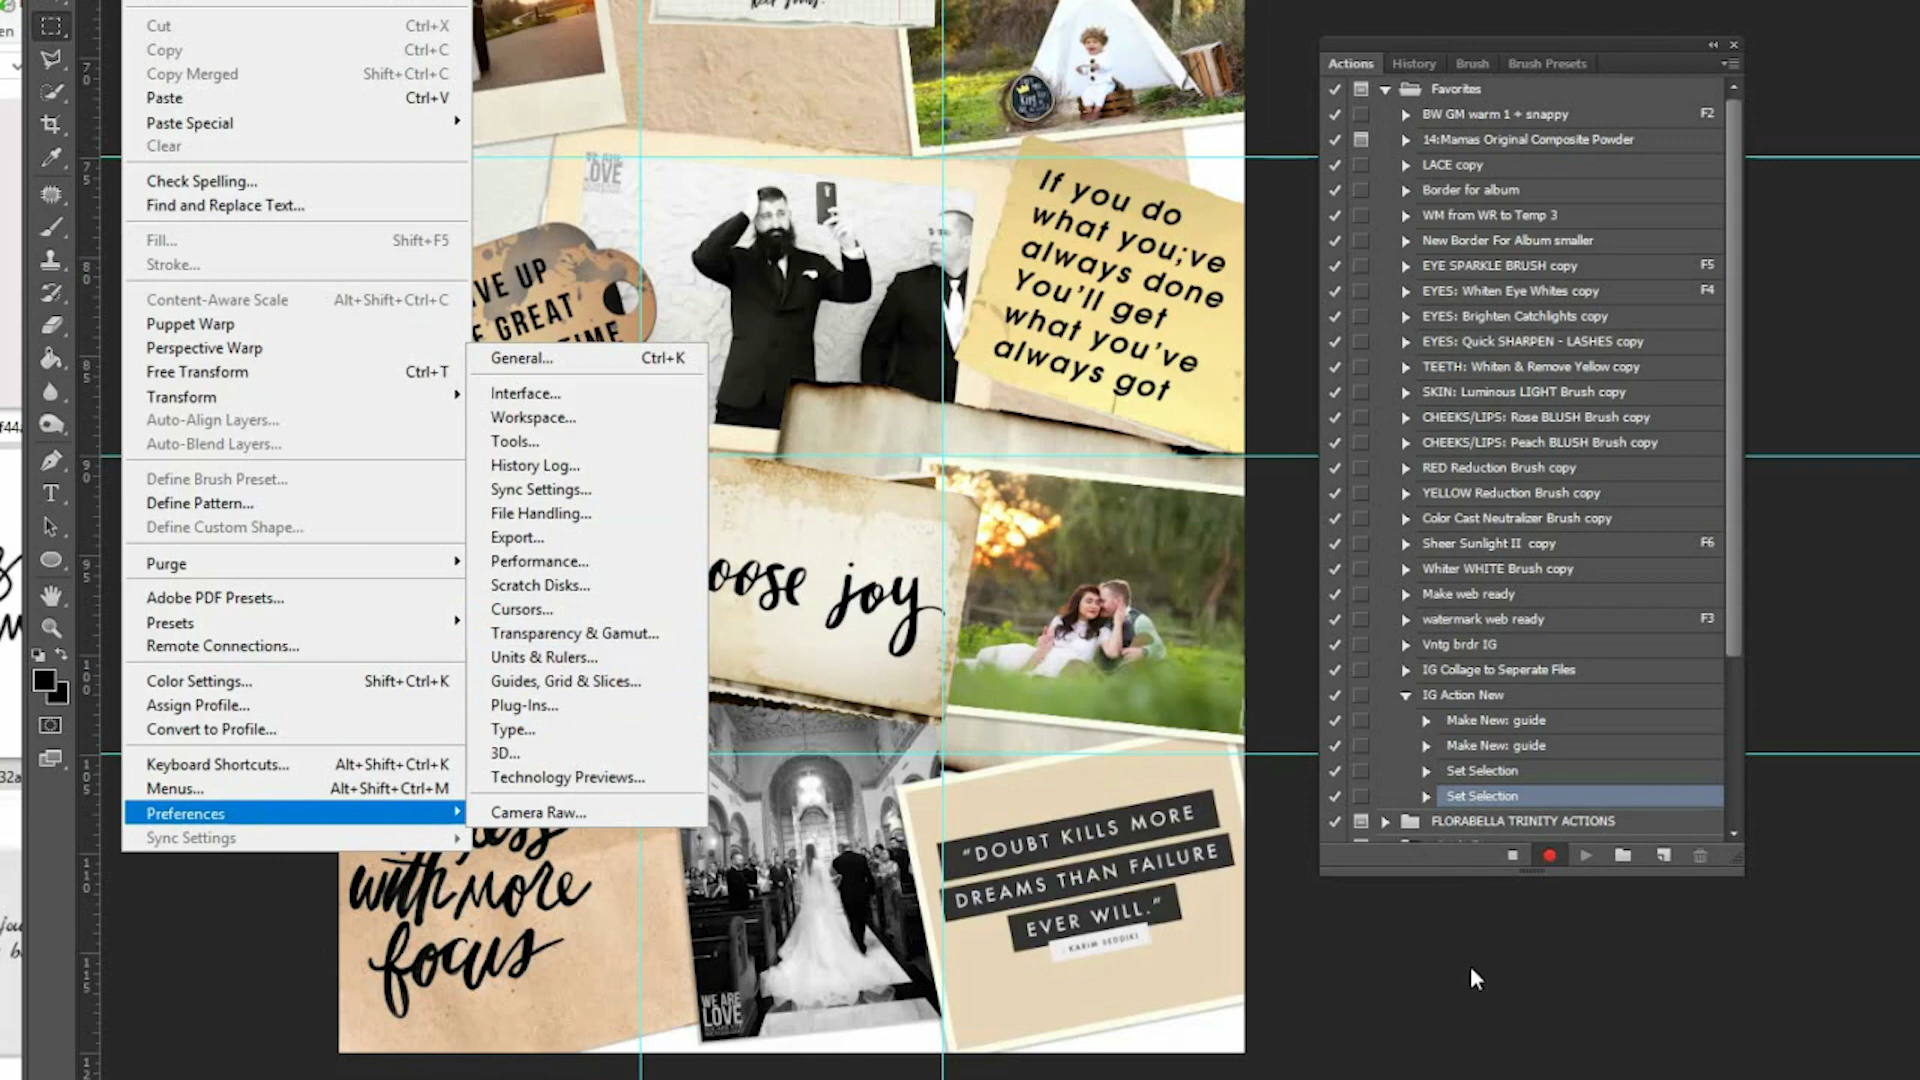 Cut Ctrl+X
Copy Ctrl+C
Copy Merged Shift+Ctrl+C
Paste Ctrl+V
Paste Special
Clear
Check Spelling...
Find and Replace Text...
Fill... Shift+F5
Stroke...
Content-Aware Scale Alt+Shift+Ctrl+C
Puppet Warp
Perspective Warp
Free Transform Ctrl+T
Transform
Auto-Align Layers...
Auto-Blend Layers...
Define Brush Preset...
Define Pattern...
Define Custom Shape...
Purge
Adobe PDF Presets...
Presets
Remote Connections...
Color Settings... Shift+Ctrl+K
Assign Profile...
Convert to Profile...
Keyboard Shortcuts... Alt+Shift+Ctrl+K
Menus... Alt+Shift+Ctrl+M
Preferences
Sync Settings
General... Ctrl+K
Interface...
Workspace...
Tools...
History Log...
Sync Settings...
File Handling...
Export...
Performance...
Scratch Disks...
Cursors...
Transparency & Gamut...
Units & Rulers...
Guides, Grid & Slices...
Plug-Ins...
Type...
3D...
Technology Previews...
Camera Raw...
WE ARE
LOVE
IVE UP
E GREAT
TIME
If you do
what you;ve
always done
You'll get
what you've
always got
oose joy
with more
focus
WE ARE
LOVE
"DOUBT KILLS MORE
DREAMS THAN FAILURE
EVER WILL."
- KARIM SEDDIKI
Actions History Brush Brush Presets
Favorites
BW GM warm 1 + snappy F2
14:Mamas Original Composite Powder
LACE copy
Border for album
WM from WR to Temp 3
New Border For Album smaller
EYE SPARKLE BRUSH copy F5
EYES: Whiten Eye Whites copy F4
EYES: Brighten Catchlights copy
EYES: Quick SHARPEN - LASHES copy
TEETH: Whiten & Remove Yellow copy
SKIN: Luminous LIGHT Brush copy
CHEEKS/LIPS: Rose BLUSH Brush copy
CHEEKS/LIPS: Peach BLUSH Brush copy
RED Reduction Brush copy
YELLOW Reduction Brush copy
Color Cast Neutralizer Brush copy
Sheer Sunlight II copy F6
Whiter WHITE Brush copy
Make web ready
watermark web ready F3
Vntg brdr IG
IG Collage to Seperate Files
IG Action New
Make New: guide
Make New: guide
Set Selection
Set Selection
FLORABELLA TRINITY ACTIONS